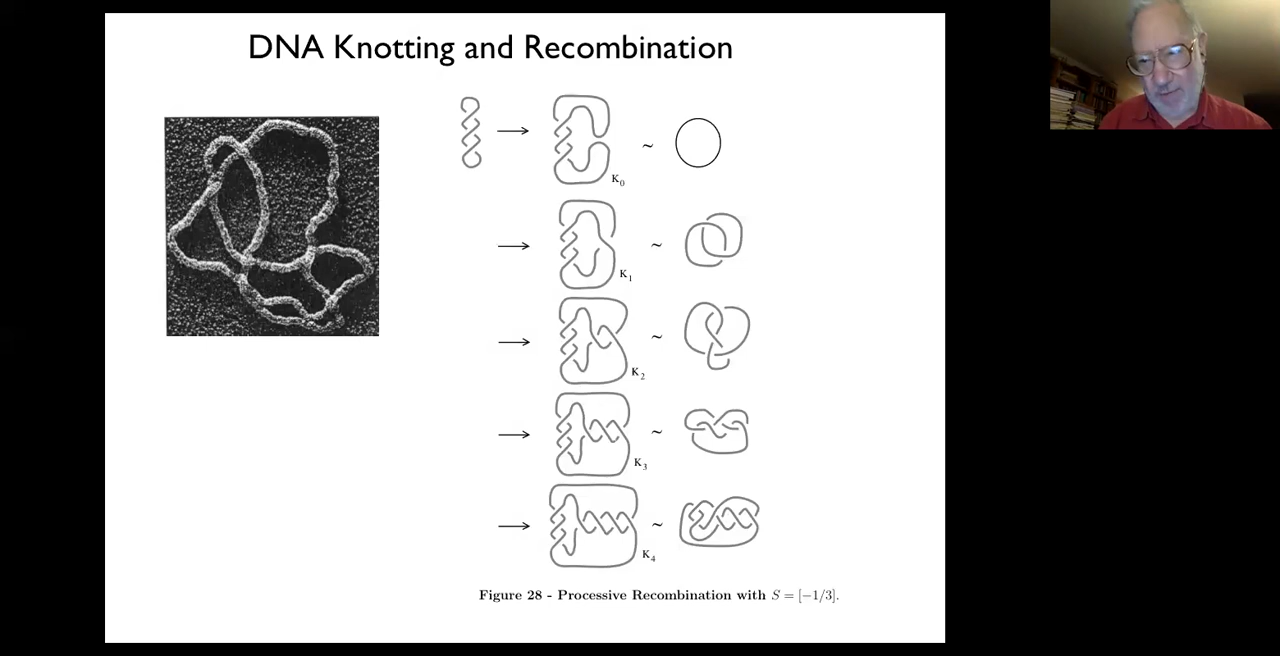 DNA Knotting and Recombination
~
K₀
~
K₁
~
K₂
~
K₃
~
K₄
Figure 28 - Processive Recombination with S = [−1/3].